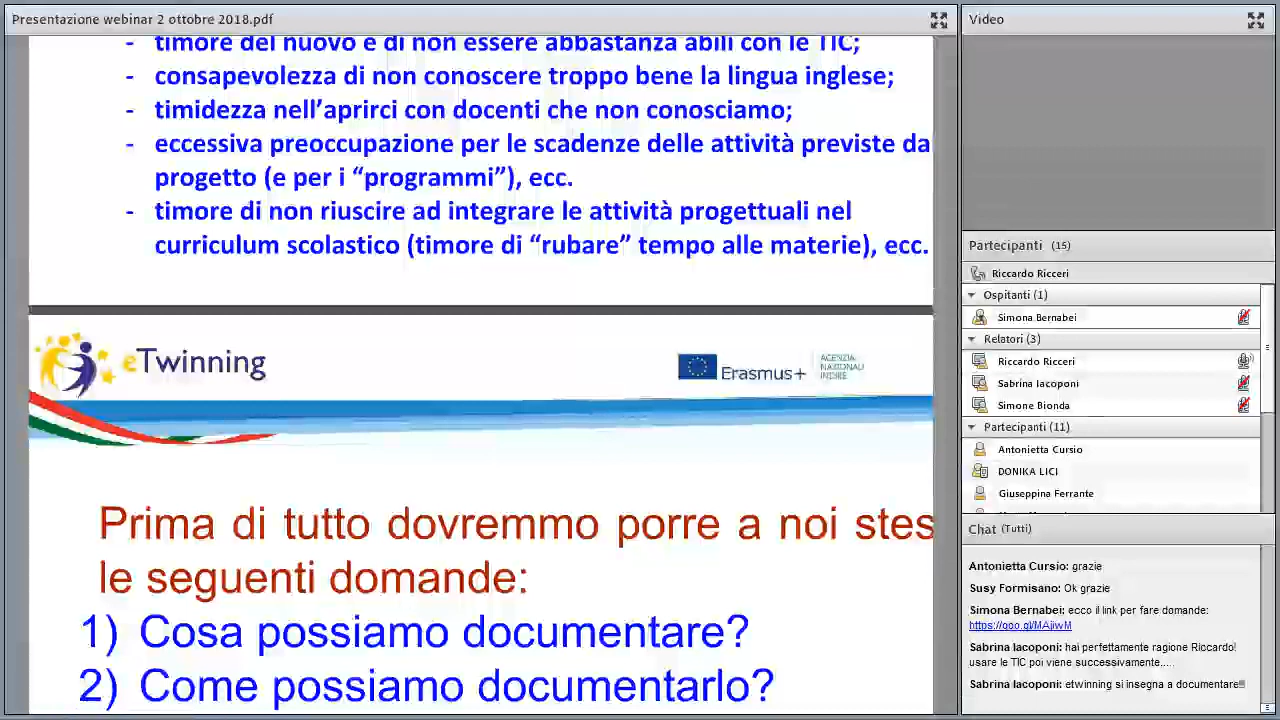 Presentazione webinar 2 ottobre 2018.pdf
- timore del nuovo e di non essere abbastanza abili con le TIC;
- consapevolezza di non conoscere troppo bene la lingua inglese;
- timidezza nell’aprirci con docenti che non conosciamo;
- eccessiva preoccupazione per le scadenze delle attività previste da
progetto (e per i “programmi”), ecc.
- timore di non riuscire ad integrare le attività progettuali nel
curriculum scolastico (timore di “rubare” tempo alle materie), ecc.
eTwinning
Erasmus+
AGENZIA
NAZIONALE
INDIRE
Prima di tutto dovremmo porre a noi stes
le seguenti domande:
1) Cosa possiamo documentare?
2) Come possiamo documentarlo?
Video
Partecipanti (15)
Riccardo Ricceri
Ospitanti (1)
Simona Bernabei
Relatori (3)
Riccardo Ricceri
Sabrina Iacoponi
Simone Bionda
Partecipanti (11)
Antonietta Cursio
DONIKA LICI
Giuseppina Ferrante
Chat (Tutti)
Antonietta Cursio: grazie
Susy Formisano: Ok grazie
Simona Bernabei: ecco il link per fare domande:
https://goo.gl/MAjiwM
Sabrina Iacoponi: hai perfettamente ragione Riccardo!
usare le TIC poi viene successivamente....
Sabrina Iacoponi: etwinning si insegna a documentare!!!